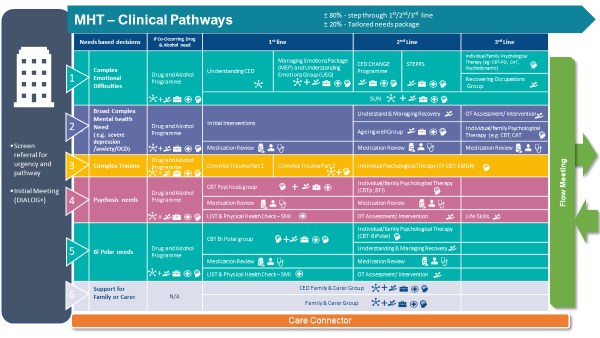 MHT – Clinical Pathways
± 80% - step through 1st/2nd/3rd line
± 20% - Tailored needs package
Needs based decisions
If Co-Occurring Drug & Alcohol need
1st line
2nd Line
3rd Line
Screen referral for urgency and pathway
Initial Meeting (DIALOG+)
1
Complex Emotional Difficulties
Drug and Alcohol Programme
Understanding CED
Managing Emotions Package (MEP) and Understanding Emotions Group (UEG)
CED CHANGE Programme
STEPPS
Individual/family Psychological Therapy (eg-CBT-PD, CAT, Psychodynamic)
Recovering Occupations Group
SUN
2
Broad Complex Mental health Need (e.g. severe depression /anxiety/OCD)
Drug and Alcohol Programme
Initial Interventions
Understand & Managing Recovery
OT Assessment/ Intervention
Ageing well Group
Individual/family Psychological Therapy (eg. CBT, CAT
Medication Review
Medication Review
Medication Review
3
Complex Trauma
Drug and Alcohol Programme
Complex Trauma Part 1
Complex Trauma Part 2
Individual/family Psychological Therapy (TF-CBT/ EMDR)
4
Psychosis needs
Drug and Alcohol Programme
CBT Psychosis group
Individual/family Psychological Therapy (CBTp, BFI)
Medication Review
Medication Review
LIST & Physical Health Check – SMI
OT Assessment / Intervention
Life Skills
5
Bi Polar needs
Drug and Alcohol Programme
CBT Bi Polar group
Individual/family Psychological Therapy (CBT-BiPolar)
Understanding & Managing Recovery
Medication Review
Medication Review
LIST & Physical Health Check – SMI
OT Assessment/ Intervention
Support for Family or Carer
N/A
CED Family & Carer Group
Family & Carer Group
Flow Meeting
Care Connector